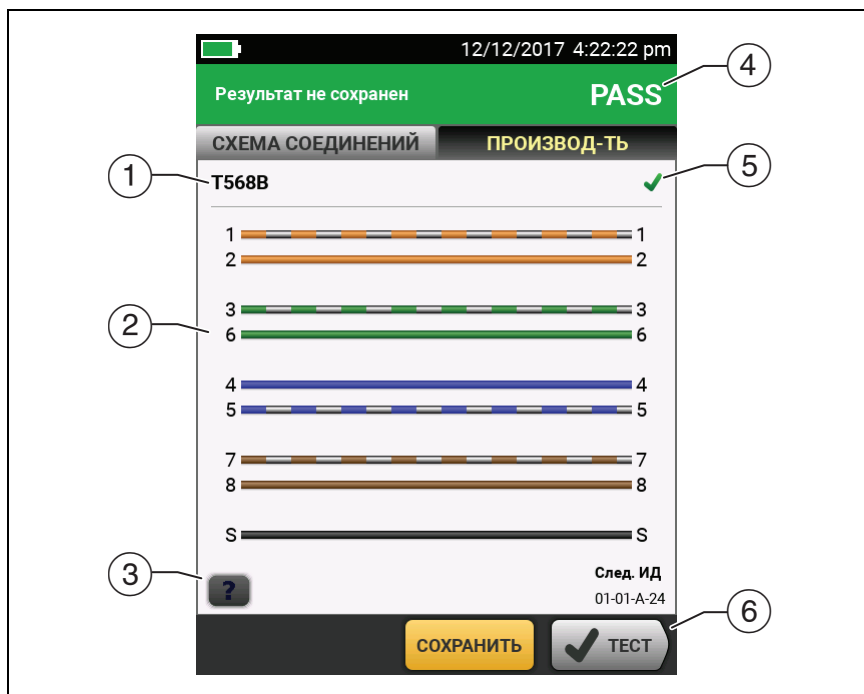 12/12/2017 4:22:22 pm
Результат не сохранен PASS
СХЕМА СОЕДИНЕНИЙ ПРОИЗВОД-ТЬ
T568B
1 1
2 2
3 3
6 6
4 4
5 5
7 7
8 8
S S
?
След. ИД
01-01-A-24
СОХРАНИТЬ ТЕСТ
1
2
3
4
5
6